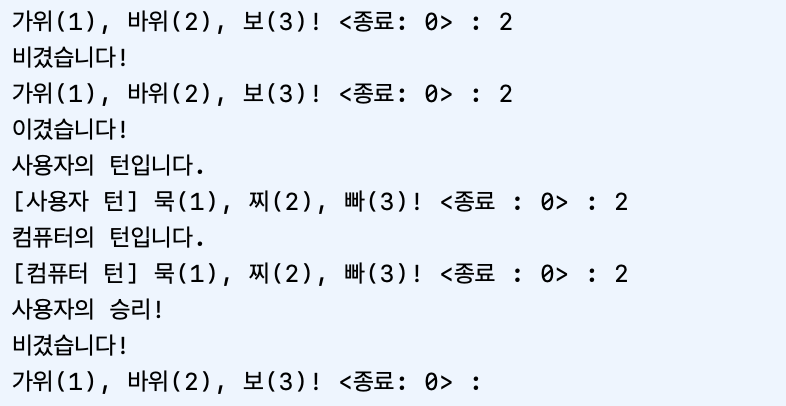 가위(1), 바위(2), 보(3)! <종료: 0> : 2
비겼습니다!
가위(1), 바위(2), 보(3)! <종료: 0> : 2
이겼습니다!
사용자의 턴입니다.
[사용자 턴] 묵(1), 찌(2), 빠(3)! <종료 : 0> : 2
컴퓨터의 턴입니다.
[컴퓨터 턴] 묵(1), 찌(2), 빠(3)! <종료 : 0> : 2
사용자의 승리!
비겼습니다!
가위(1), 바위(2), 보(3)! <종료: 0> :